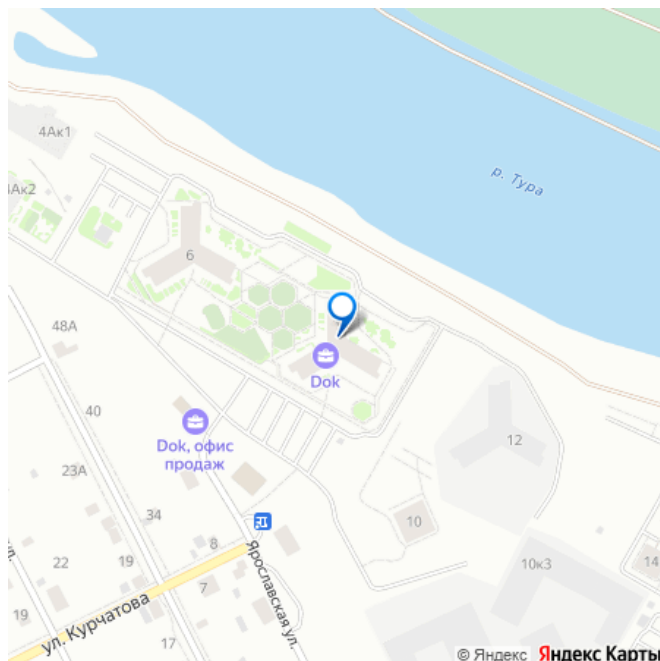 4Ак1
р. Тура
4Ак2
6
48А
Dok
40
Dok, офис
продаж
12
23А
34
10
8
Ярославская ул.
22
19
10к3
14
7
19
ул. Курчатова
17
© Яндекс Яндекс Карты